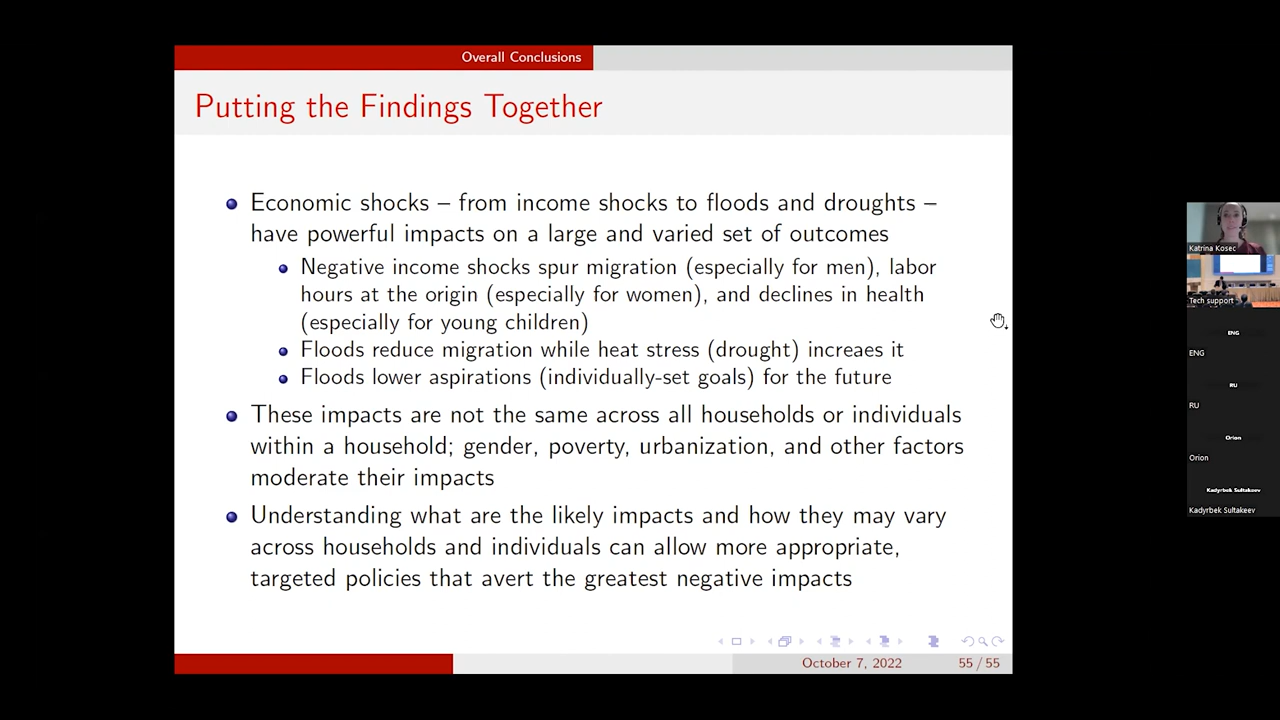 Overall Conclusions
Putting the Findings Together
Economic shocks – from income shocks to floods and droughts –
have powerful impacts on a large and varied set of outcomes
Negative income shocks spur migration (especially for men), labor
hours at the origin (especially for women), and declines in health
(especially for young children)
Floods reduce migration while heat stress (drought) increaes it
Floods lower aspirations (individually-set goals) for the future
These impacts are not the same across all households or individuals
within a household; gender, poverty, urbanization, and other factors
moderate their impacts
Understanding what are the likely impacts and how they may vary
across households and individuals can allow more appropriate,
targeted policies that avert the greatest negative impacts
October 7, 2022 55 / 55
Katrina Kosec
Tech support
ENG
ENG
RU
RU
Orion
Orion
Kadyrbek Sultakeev
Kadyrbek Sultakeev